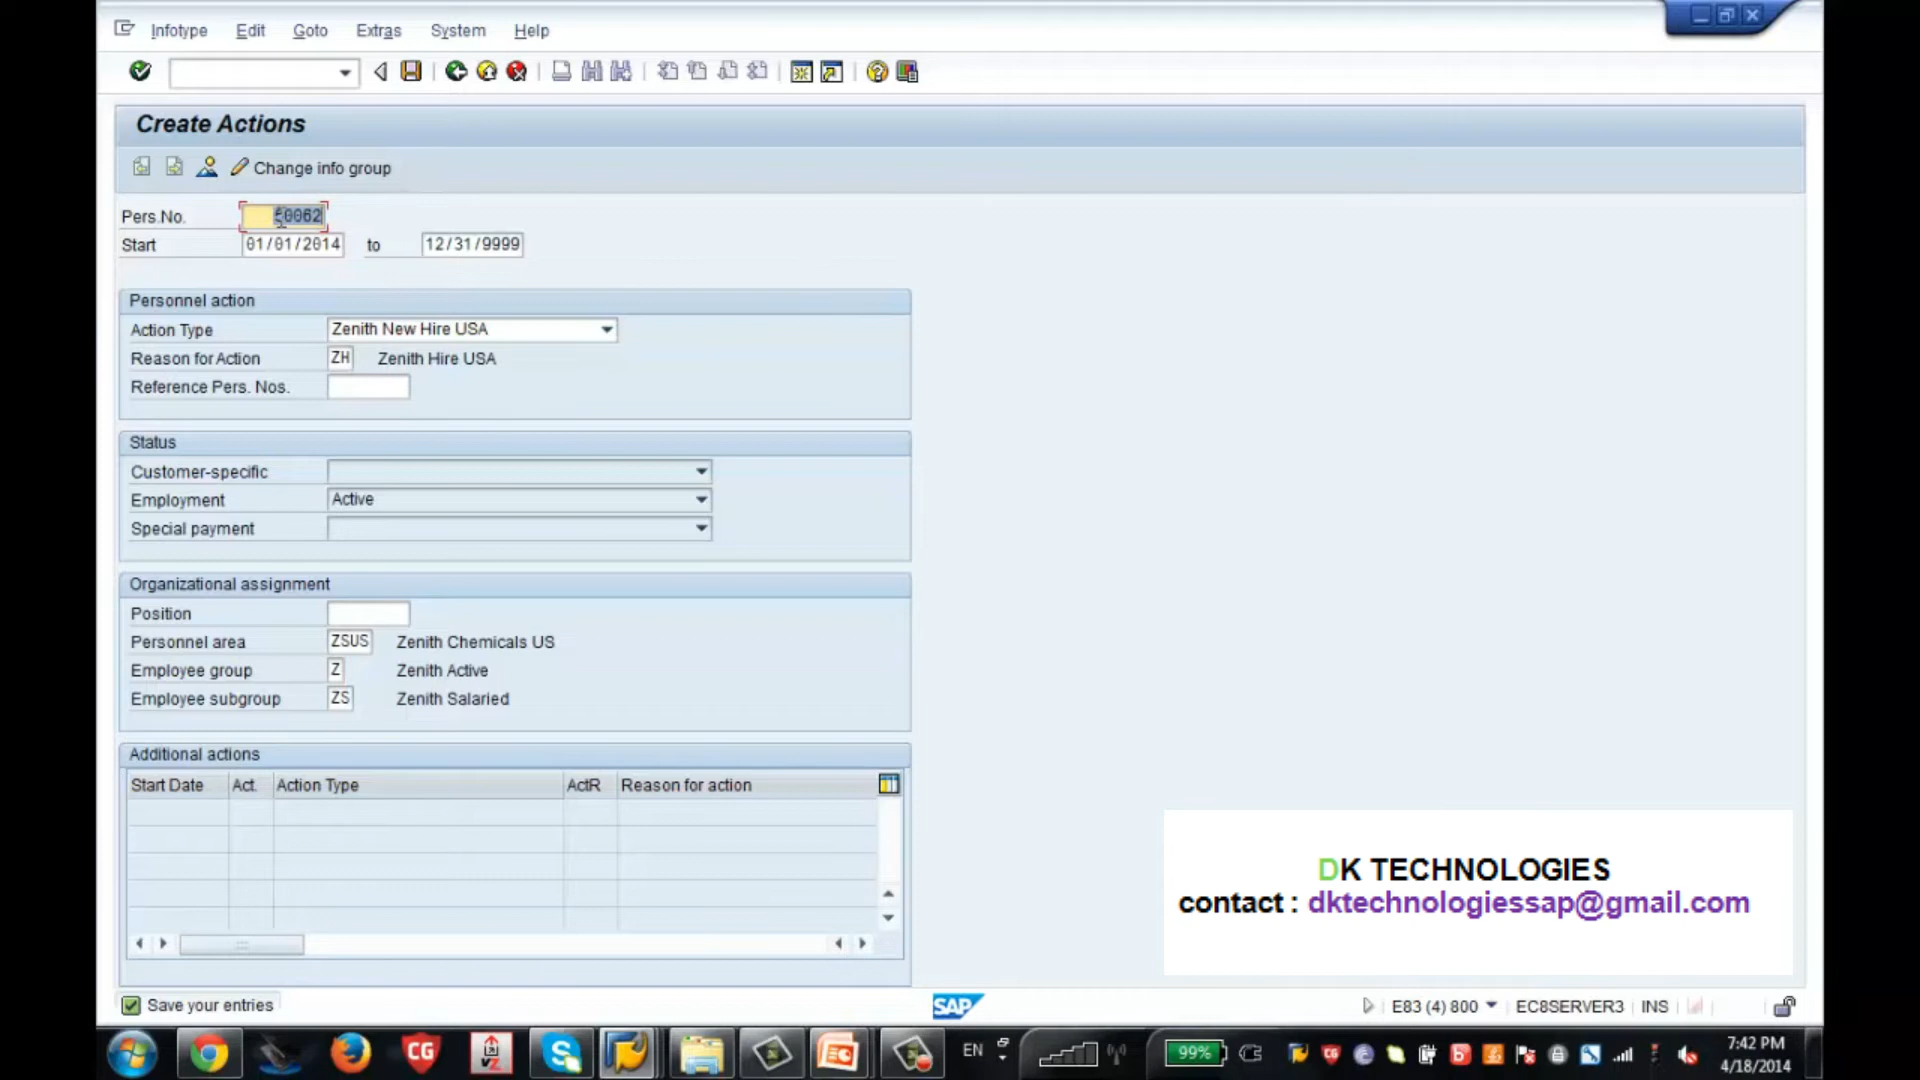 Infotype Edit Goto Extras System Help
Create Actions
Change info group
Pers.No. 50062
Start 01/01/2014 to 12/31/9999
Personnel action
Action Type Zenith New Hire USA
Reason for Action ZH Zenith Hire USA
Reference Pers. Nos.
Status
Customer-specific
Employment Active
Special payment
Organizational assignment
Position
Personnel area ZSUS Zenith Chemicals US
Employee group Z Zenith Active
Employee subgroup ZS Zenith Salaried
Additional actions
Start Date Act. Action Type ActR Reason for action
DK TECHNOLOGIES
contact : dktechnologiessap@gmail.com
Save your entries SAP E83 (4) 800 EC8SERVER3 INS
CG EN 99% 7:42 PM
4/18/2014